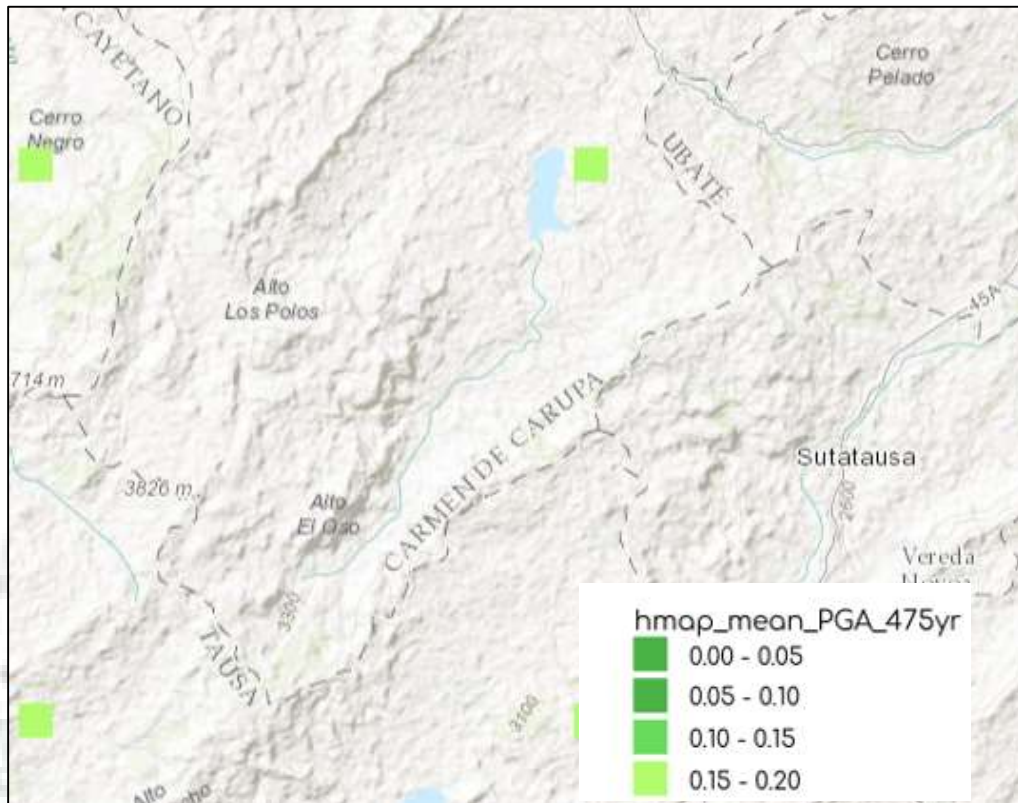 CAYETANO
Cerro
Pelado
Cerro
Negro
UBATÉ
Alto
Los Polos
45A
714 m
CARMEN DE CARUPA
Sutatausa
3826 m
2600
Alto
El Oso
Vereda
3300
TAUSA
3100
hmap_mean_PGA_475yr
0.00 - 0.05
0.05 - 0.10
0.10 - 0.15
0.15 - 0.20
Alto